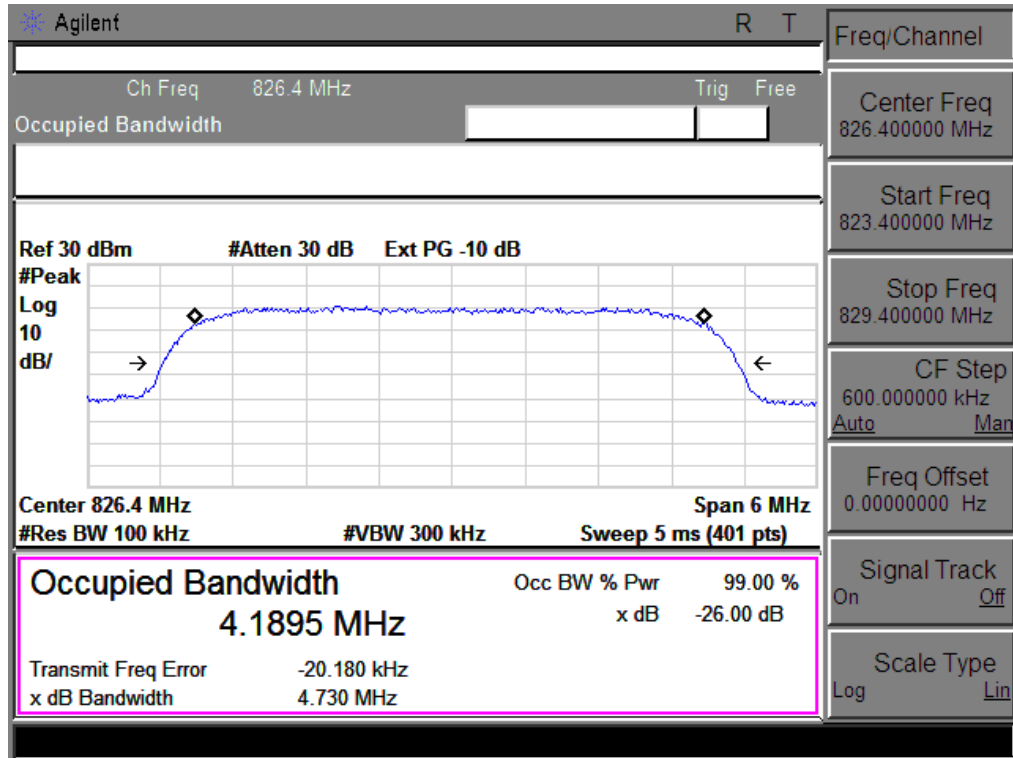 Agilent R T
Freq/Channel
Ch Freq 826.4 MHz Trig Free
Occupied Bandwidth
Center Freq
826.400000 MHz
Start Freq
823.400000 MHz
Stop Freq
829.400000 MHz
CF Step
600.000000 kHz
Auto Man
Freq Offset
0.00000000 Hz
Signal Track
On Off
Scale Type
Log Lin
Ref 30 dBm #Atten 30 dB Ext PG -10 dB
#Peak
Log
10
dB/
Center 826.4 MHz Span 6 MHz
#Res BW 100 kHz #VBW 300 kHz Sweep 5 ms (401 pts)
Occupied Bandwidth Occ BW % Pwr 99.00 %
4.1895 MHz x dB -26.00 dB
Transmit Freq Error -20.180 kHz
x dB Bandwidth 4.730 MHz